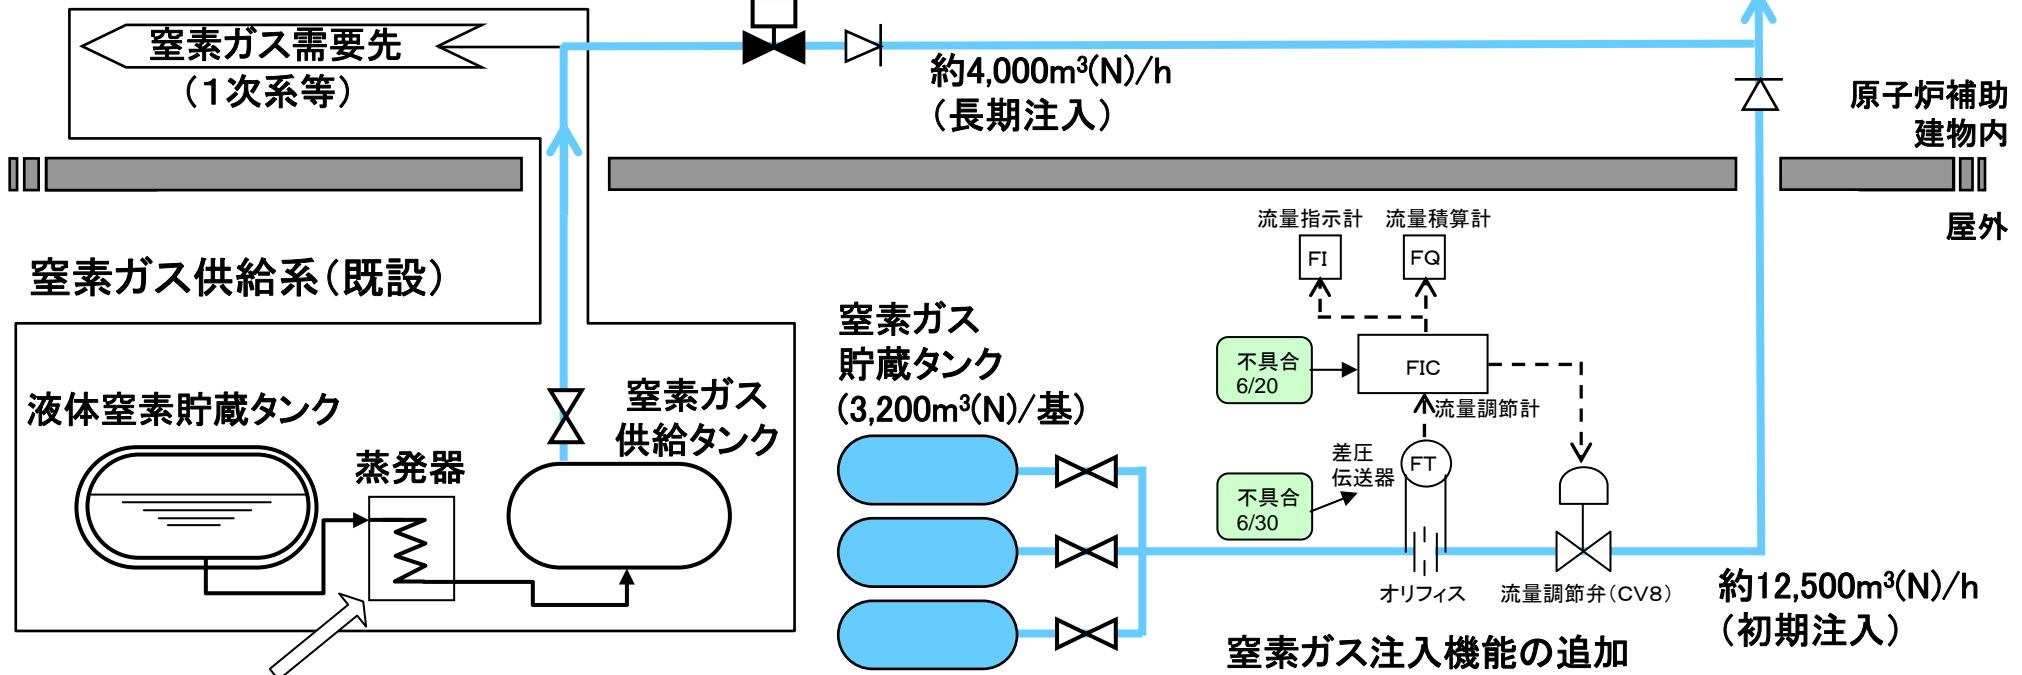 窒素ガス需要先
（１次系等）
約4,000m³(N)/h
（長期注入）
原子炉補助
建物内
屋外
窒素ガス供給系（既設）
流量指示計
流量積算計
FI
FQ
窒素ガス
貯蔵タンク
（3,200m³(N)/基）
不具合
6/20
FIC
流量調節計
液体窒素貯蔵タンク
窒素ガス
供給タンク
蒸発器
差圧
伝送器
FT
不具合
6/30
オリフィス
流量調節弁（CV8）
約12,500m³(N)/h
（初期注入）
窒素ガス注入機能の追加